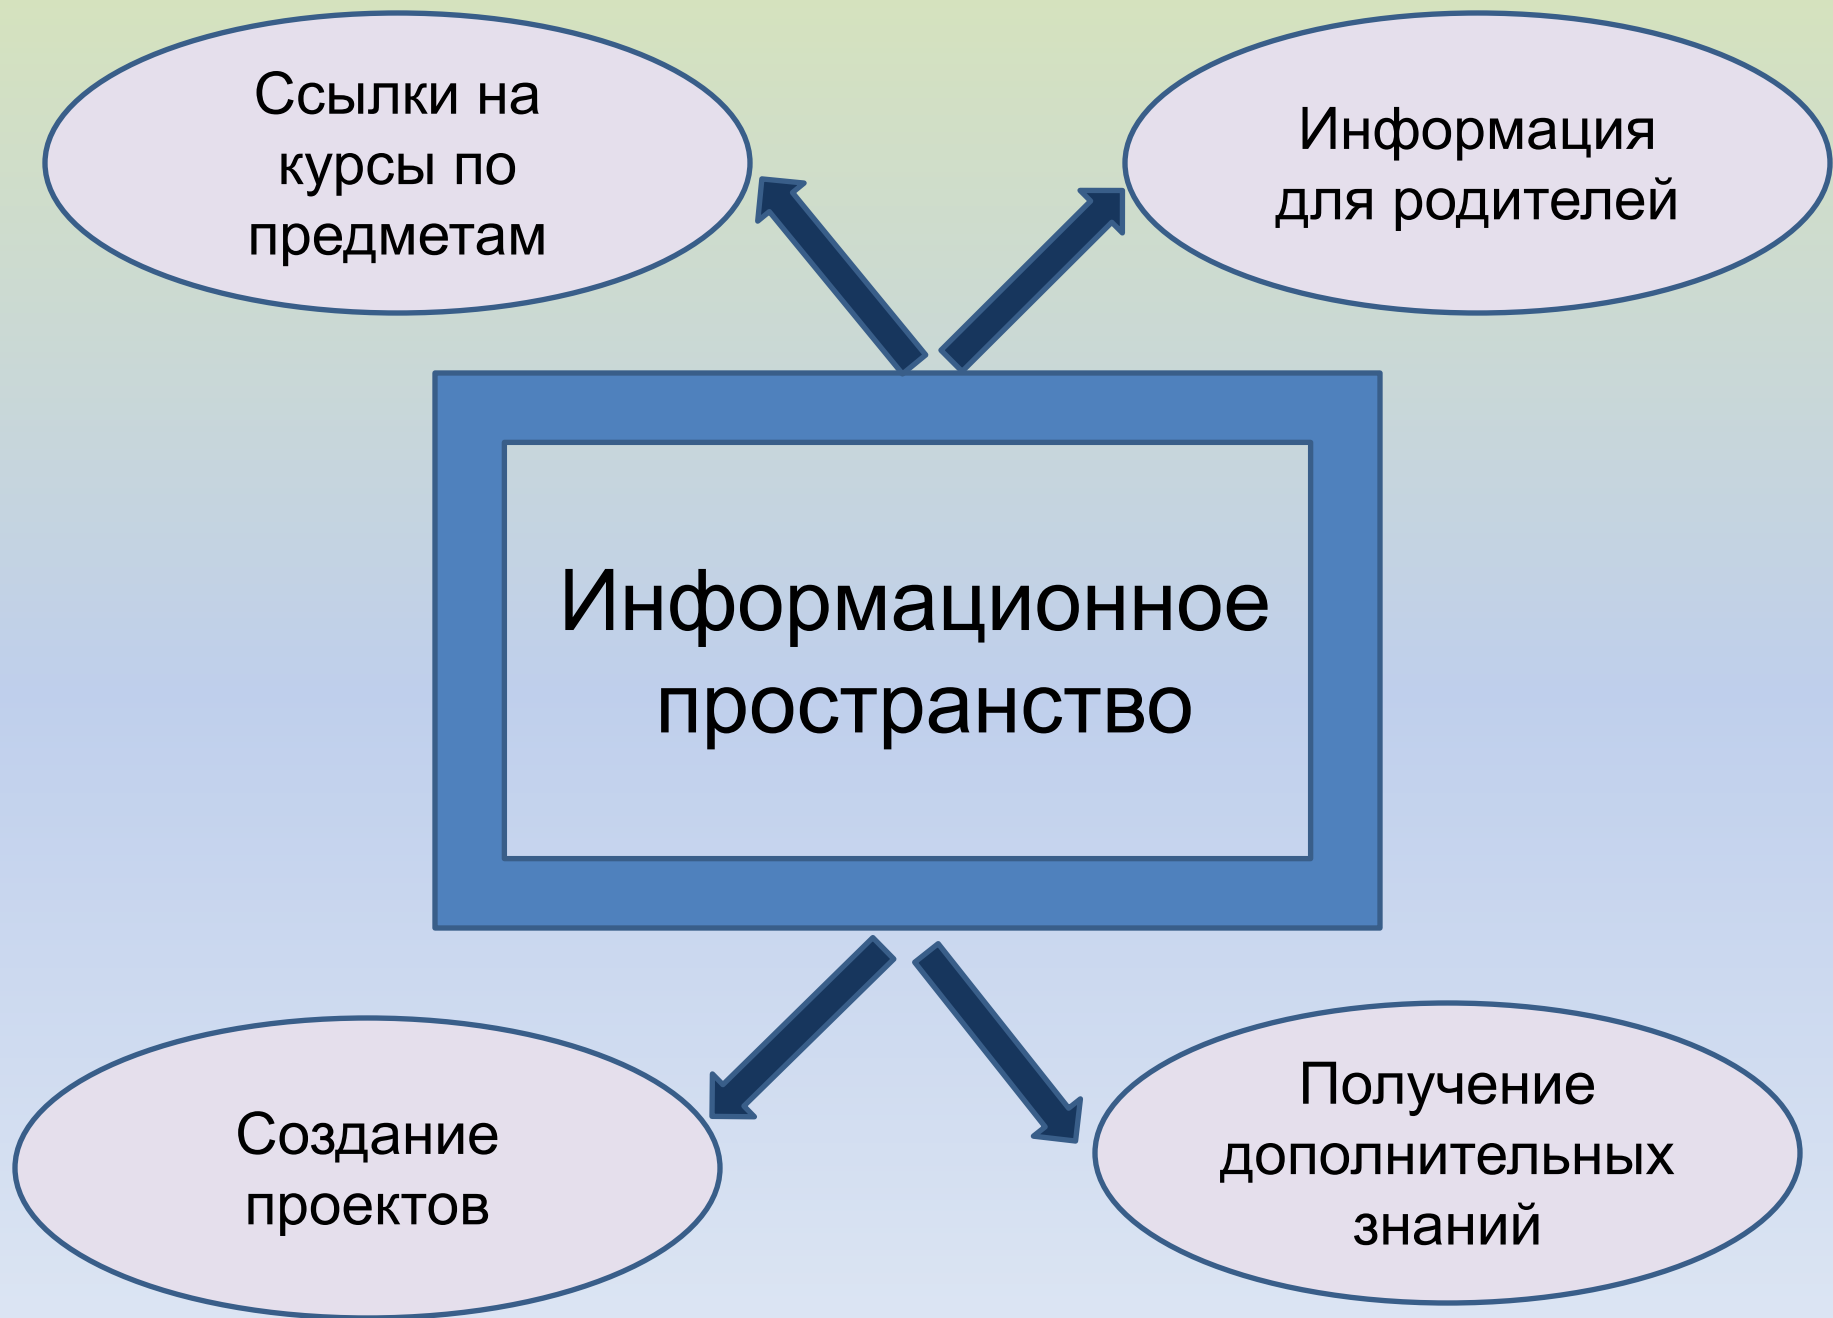 Ссылки на
курсы по
предметам
Информация
для родителей
Информационное
пространство
Создание
проектов
Получение
дополнительных
знаний